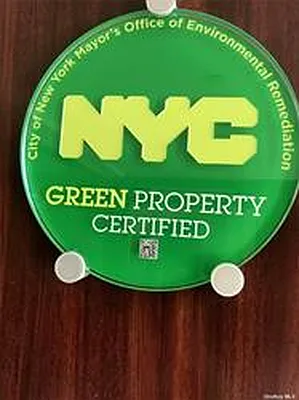 City of New York Mayor's Office of Environmental Remediation
NYC
GREEN PROPERTY
CERTIFIED